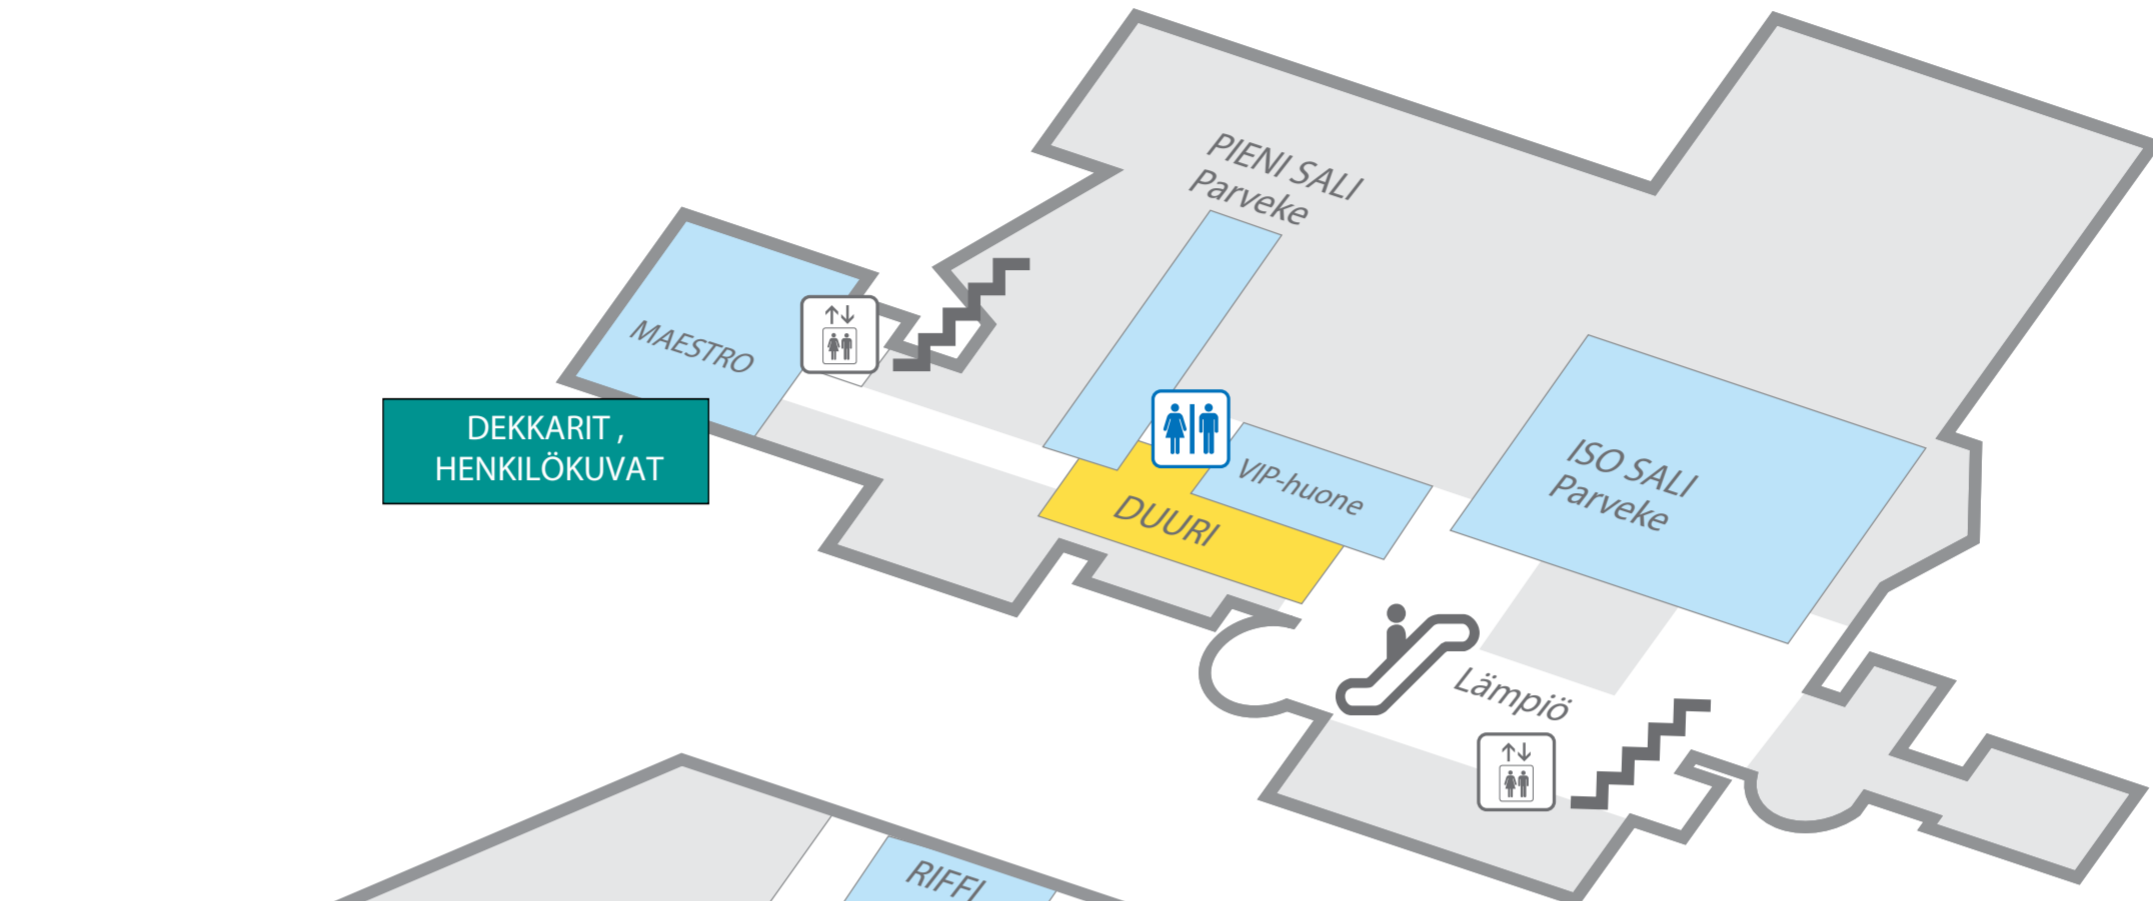 PIENI SALI
Parveke
MAESTRO
DEKKARIT ,
HENKILÖKUVAT
VIP-huone
DUURI
ISO SALI
Parveke
Lämpiö
RIFFI